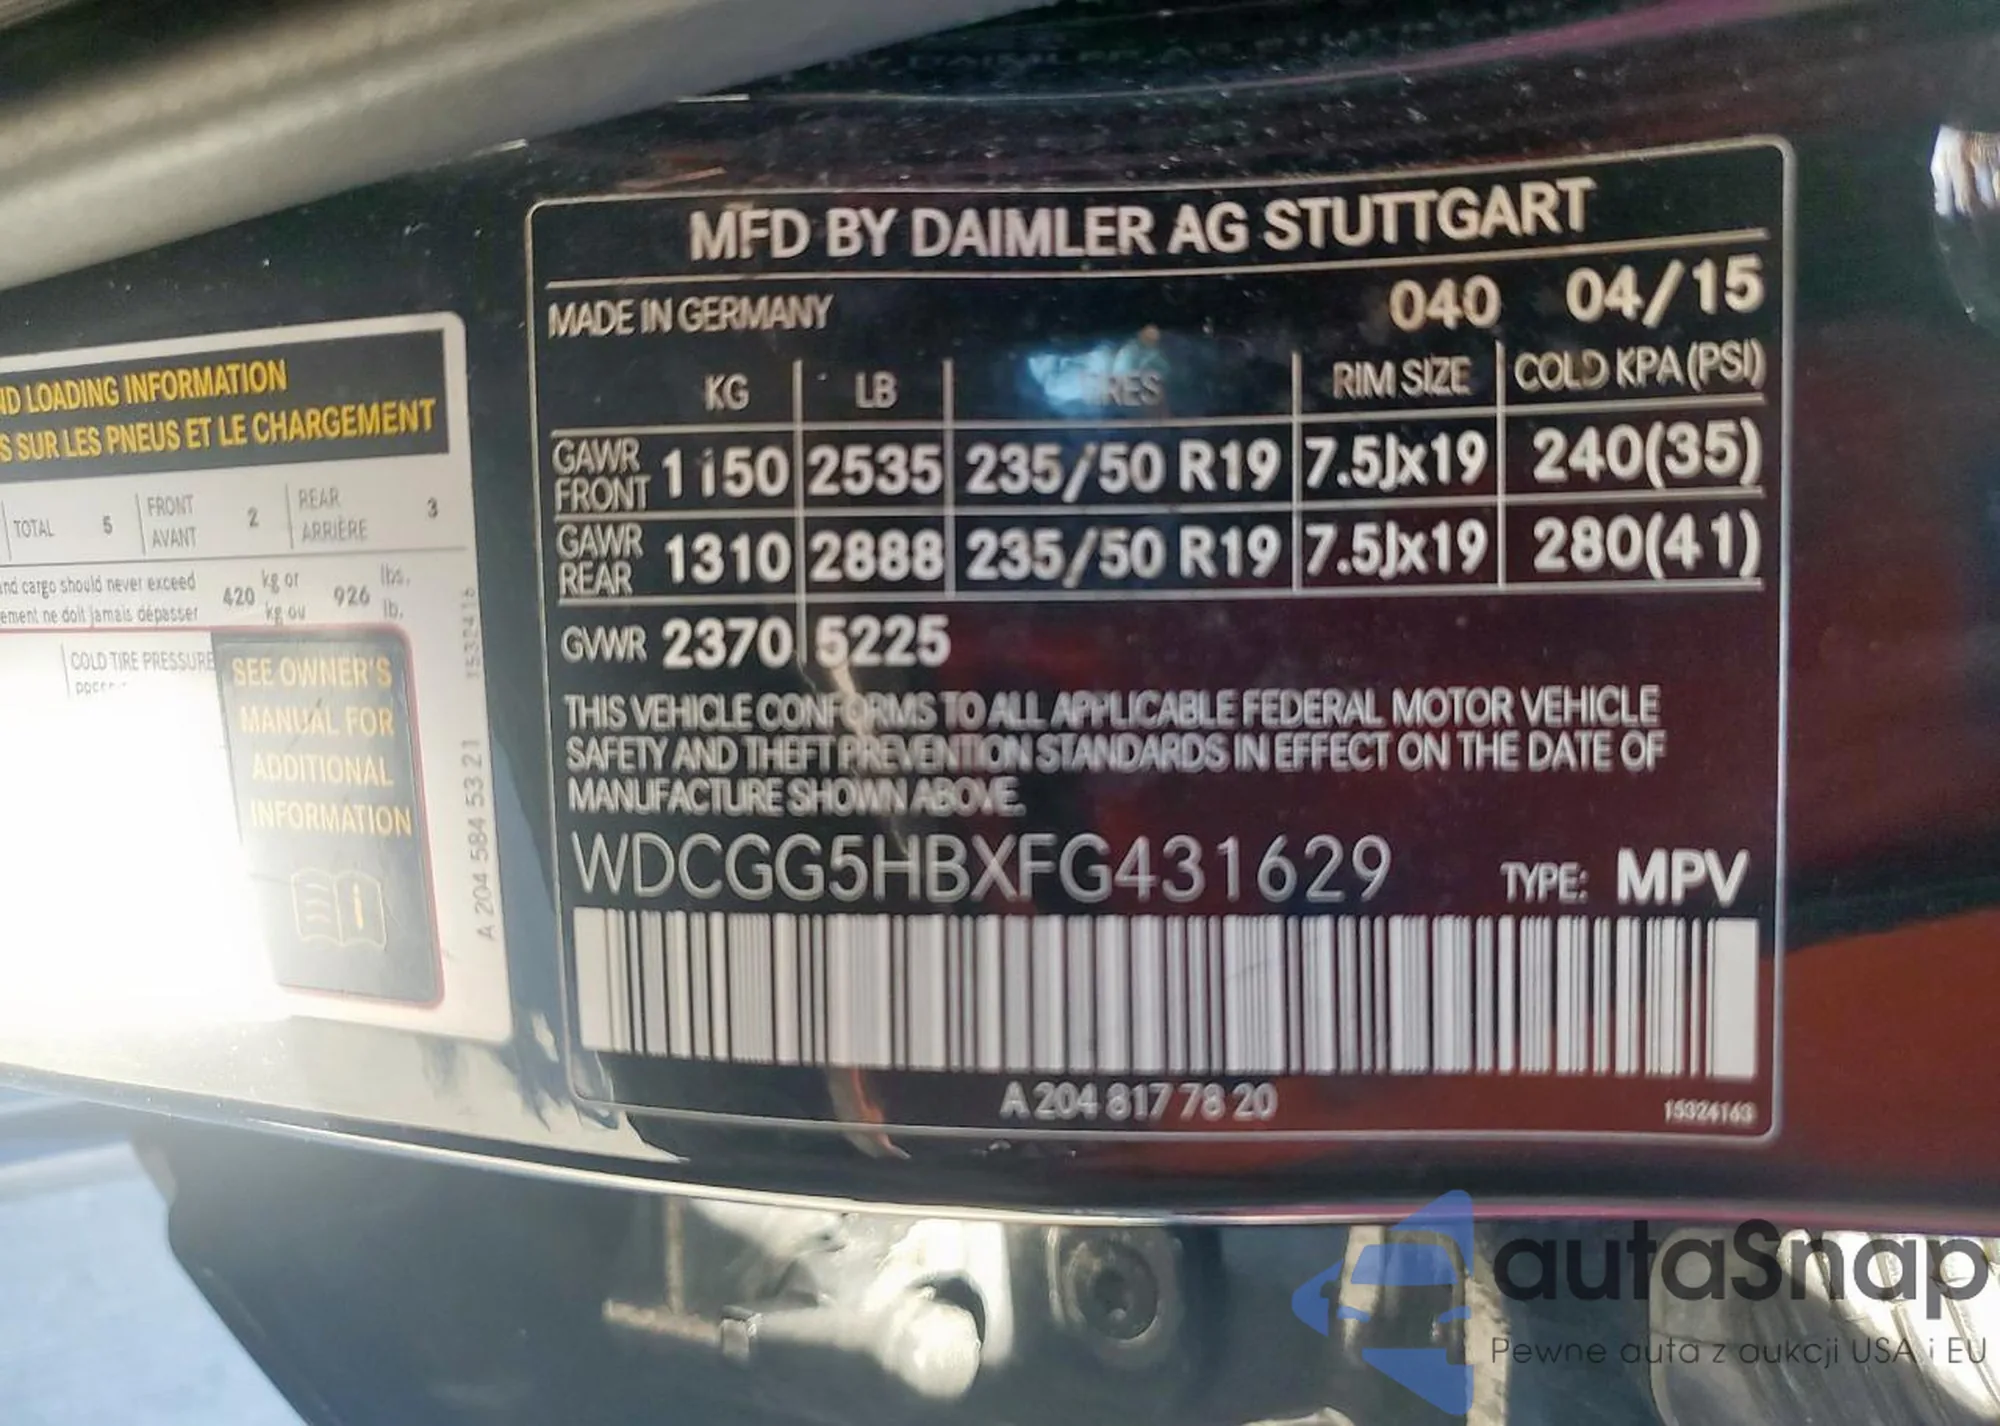 MFD BY DAIMLER AG STUTTGART
MADE IN GERMANY 040 04/15
KG LB RIM SIZE COLD KPA (PSI)
GAWR FRONT 1150 2535 235/50 R19 7.5Jx19 240(35)
GAWR REAR 1310 2888 235/50 R19 7.5Jx19 280(41)
GVWR 2370 5225
THIS VEHICLE CONFORMS TO ALL APPLICABLE FEDERAL MOTOR VEHICLE
SAFETY AND THEFT PREVENTION STANDARDS IN EFFECT ON THE DATE OF
MANUFACTURE SHOWN ABOVE.
WDCGG5HBXFG431629 TYPE: MPV
A 204 817 78 20
15324163
LOADING INFORMATION
SUR LES PNEUS ET LE CHARGEMENT
TOTAL 5 FRONT AVANT 2 REAR ARRIÈRE 3
and cargo should never exceed 420 kg or 926 lbs.
ne doit jamais dépasser kg ou lb.
COLD TIRE PRESSURE
SEE OWNER'S
MANUAL FOR
ADDITIONAL
INFORMATION
A 204 584 53 21 15324116
autaSnap
Pewne auta z aukcji USA i EU